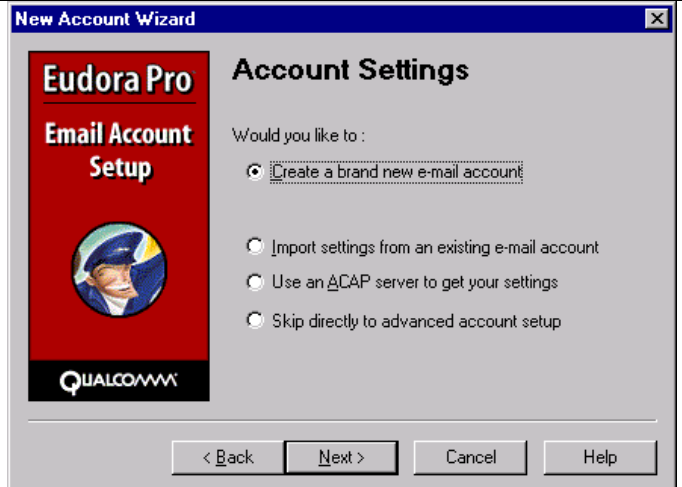 New Account Wizard
Eudora Pro
Email Account
Setup
QUALCOMM
Account Settings
Would you like to :
Create a brand new e-mail account
Import settings from an existing e-mail account
Use an ACAP server to get your settings
Skip directly to advanced account setup
< Back
Next >
Cancel
Help